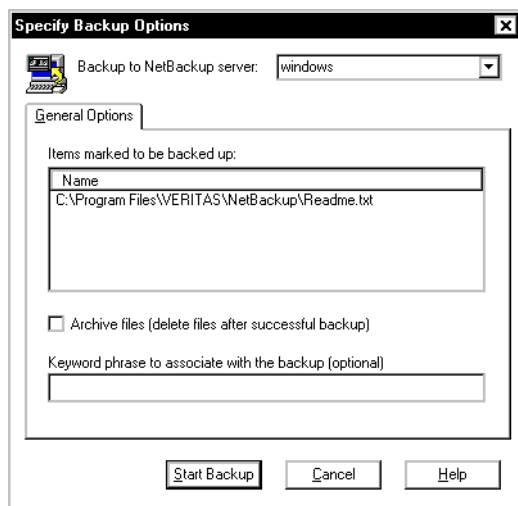 Specify Backup Options
Backup to NetBackup server: windows
General Options
Items marked to be backed up:
Name
C:\Program Files\VERITAS\NetBackup\Readme.txt
Archive files (delete files after successful backup)
Keyword phrase to associate with the backup (optional)
Start Backup Cancel Help